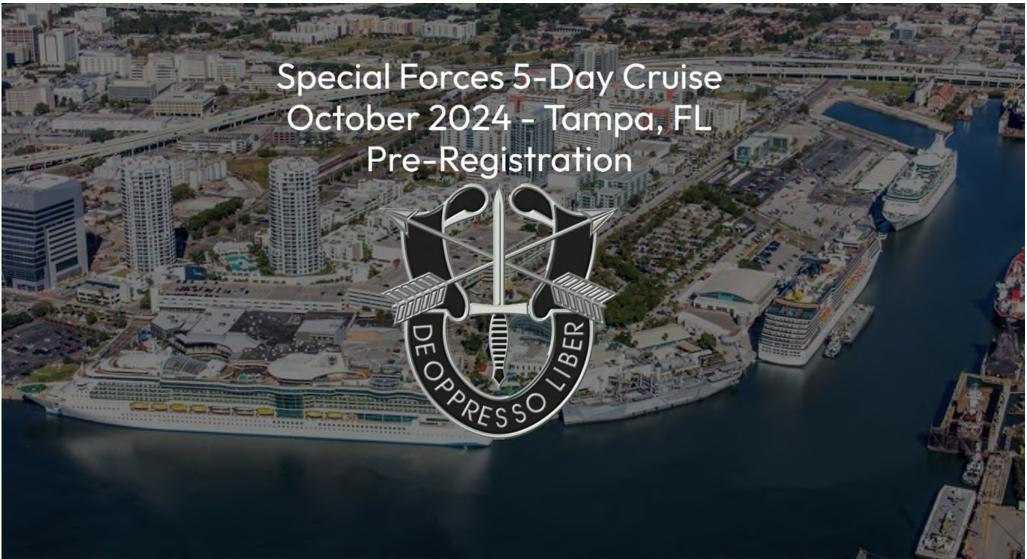 Special Forces 5-Day Cruise
October 2024 - Tampa, FL
Pre-Registration
DE OPPRESSO LIBER